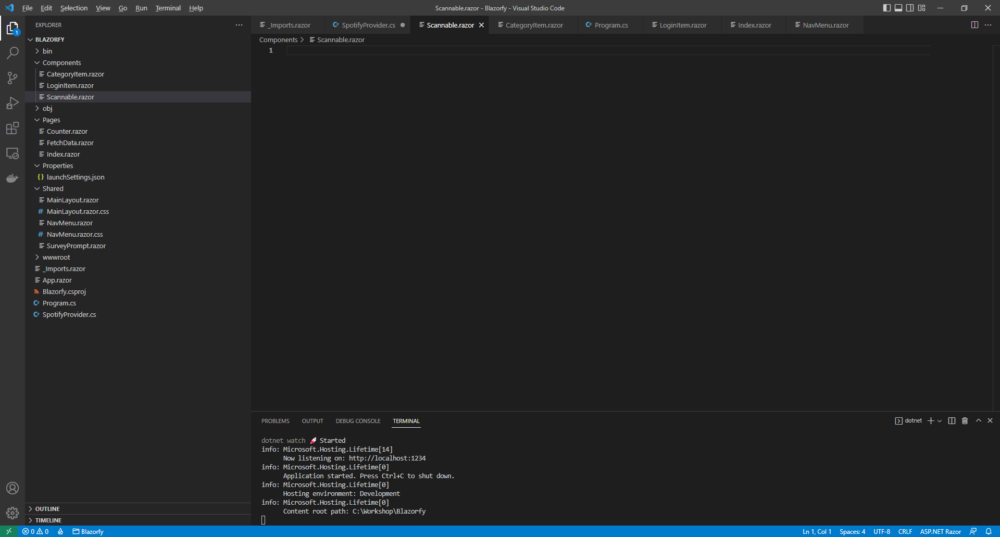 File Edit Selection View Go Run Terminal Help
Scannable.razor - Blazorfy - Visual Studio Code
EXPLORER
1
BLAZORFY
bin
Components
CategoryItem.razor
LoginItem.razor
Scannable.razor
obj
Pages
Counter.razor
FetchData.razor
Index.razor
Properties
{} launchSettings.json
Shared
MainLayout.razor
# MainLayout.razor.css
NavMenu.razor
# NavMenu.razor.css
SurveyPrompt.razor
wwwroot
_Imports.razor
App.razor
Blazorfy.csproj
C# Program.cs
C# SpotifyProvider.cs
OUTLINE
TIMELINE
_Imports.razor
C# SpotifyProvider.cs
Scannable.razor
CategoryItem.razor
C# Program.cs
LoginItem.razor
Index.razor
NavMenu.razor
Components > Scannable.razor
1
PROBLEMS OUTPUT DEBUG CONSOLE TERMINAL
dotnet
dotnet watch 🚀 Started
info: Microsoft.Hosting.Lifetime[14]
Now listening on: http://localhost:1234
info: Microsoft.Hosting.Lifetime[0]
Application started. Press Ctrl+C to shut down.
info: Microsoft.Hosting.Lifetime[0]
Hosting environment: Development
info: Microsoft.Hosting.Lifetime[0]
Content root path: C:\Workshop\Blazorfy
0 0 Blazorfy
Ln 1, Col 1 Spaces: 4 UTF-8 CRLF ASP.NET Razor